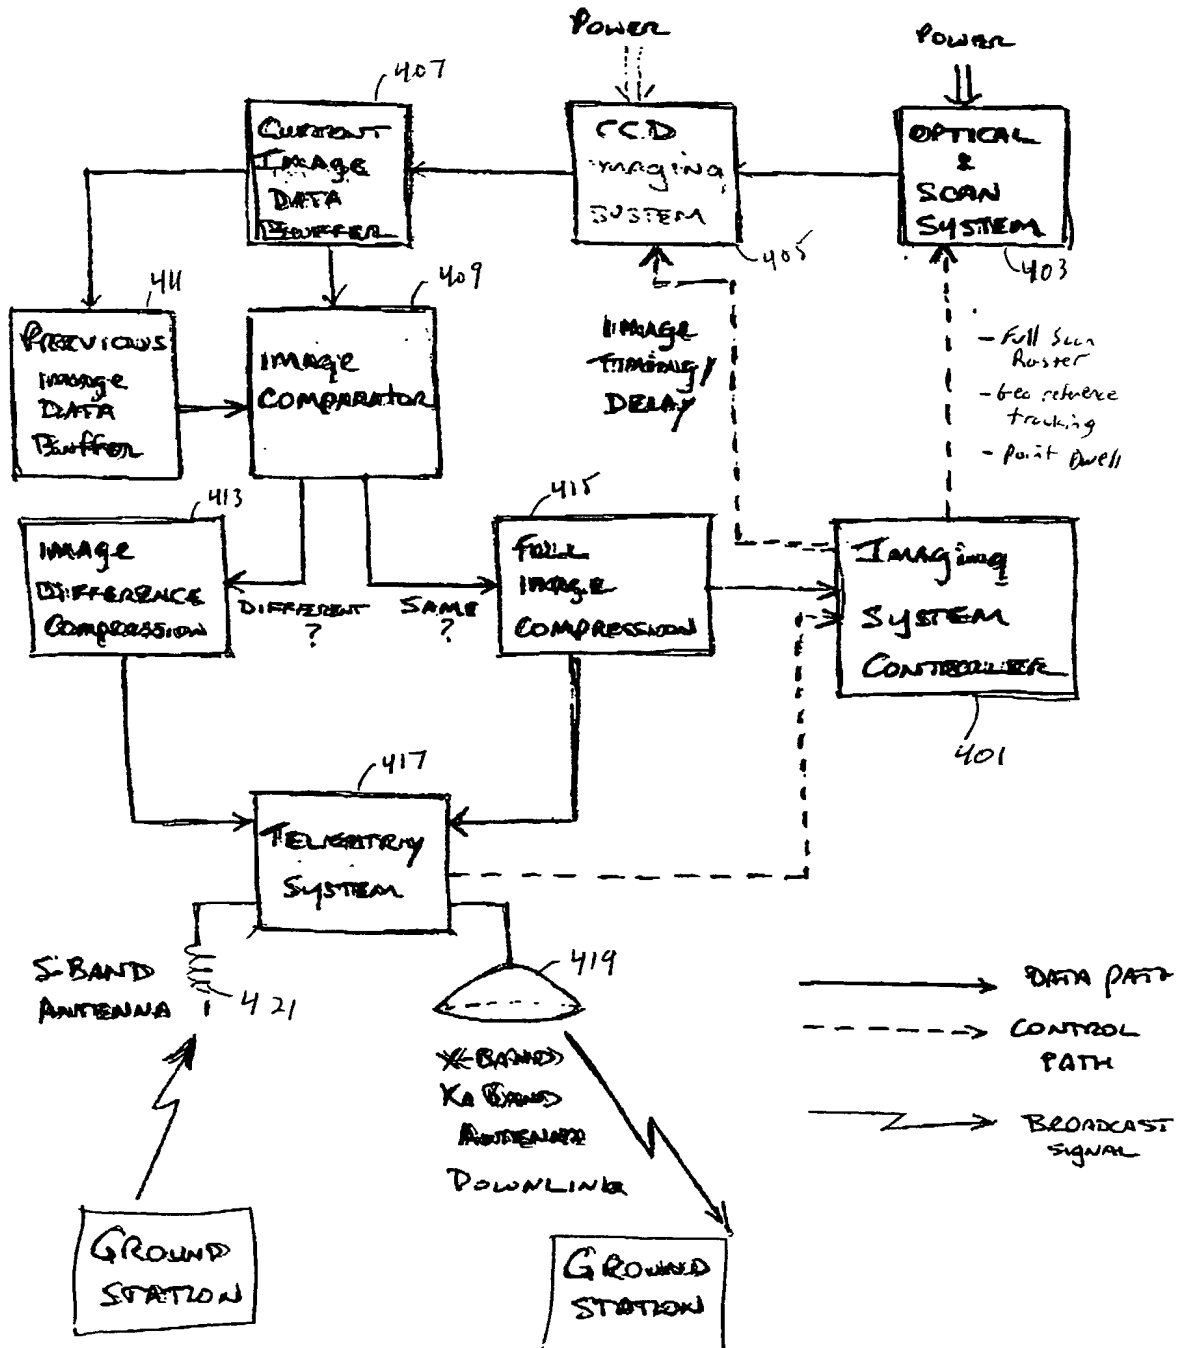 POWER
POWER
407
CURRENT
IMAGE
DATA
BUFFER
CCD
IMAGING
SYSTEM
405
OPTICAL
&
SCAN
SYSTEM
403
411
PREVIOUS
IMAGE
DATA
BUFFER
409
IMAGE
COMPARATOR
IMAGE
TIMING/
DELAY
- Full Scan
Raster
- Geo reference
tracking
- Point Dwell
413
IMAGE
DIFFERENCE
COMPRESSION
DIFFERENT
?
SAME
?
415
FULL
IMAGE
COMPRESSION
IMAGING
SYSTEM
CONTROLLER
401
417
TELEMETRY
SYSTEM
S-BAND
ANTENNA
421
419
X-BAND
Ka BAND
ANTENNA
DOWNLINK
DATA PATH
CONTROL
PATH
BROADCAST
SIGNAL
GROUND
STATION
GROUND
STATION